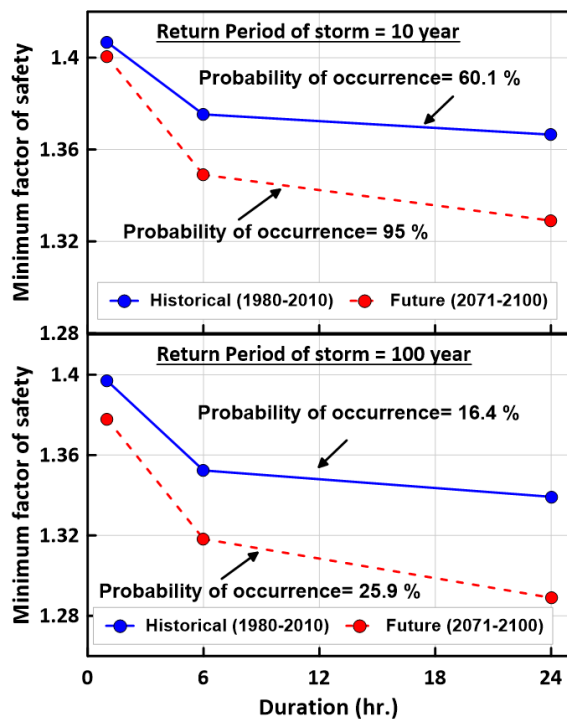 Return Period of storm = 10 year
Probability of occurrence= 60.1 %
Probability of occurrence= 95 %
Minimum factor of safety
1.4
1.36
1.32
1.28
Historical (1980-2010) Future (2071-2100)
Return Period of storm = 100 year
Probability of occurrence= 16.4 %
Probability of occurrence= 25.9 %
Minimum factor of safety
1.4
1.36
1.32
1.28
Historical (1980-2010) Future (2071-2100)
0 6 12 18 24
Duration (hr.)